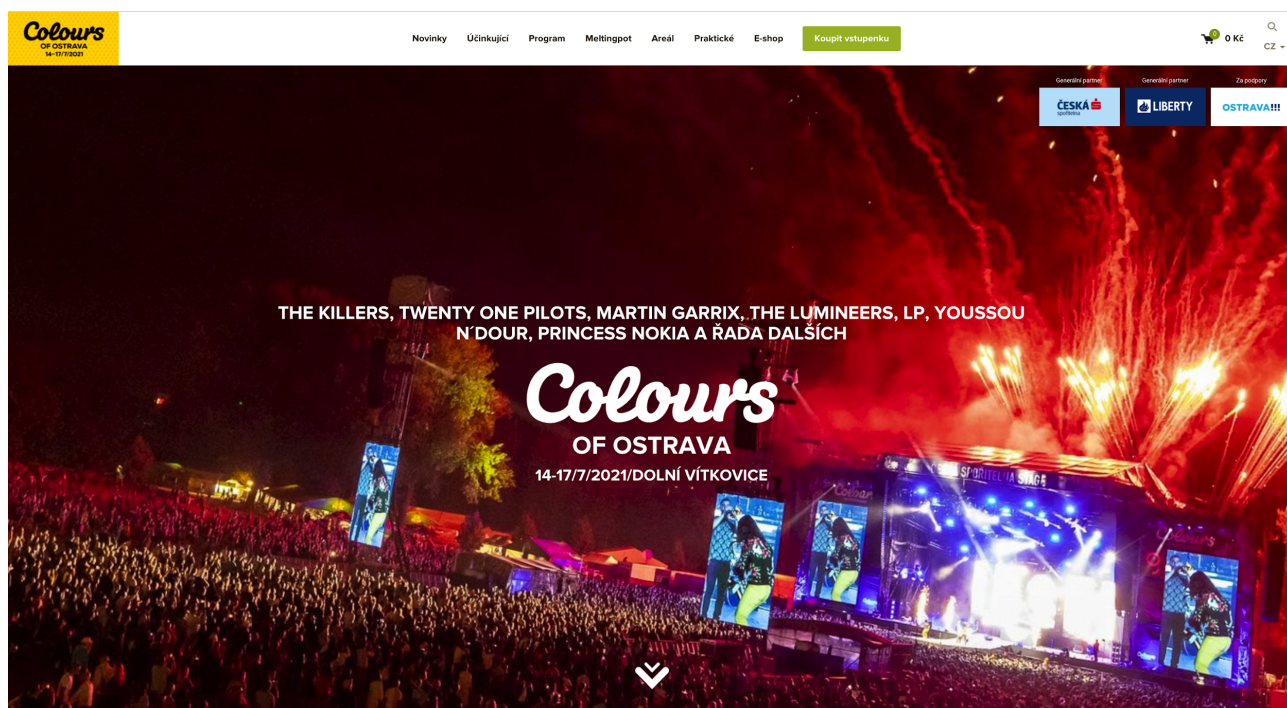 Colours
OF OSTRAVA
14–17/7/2021
Novinky Účinkující Program Meltingpot Areál Praktické E-shop Koupit vstupenku
0 0 Kč
CZ
Generální partner Generální partner Za podpory
ČESKÁ
spořitelna
LIBERTY
OSTRAVA!!!
THE KILLERS, TWENTY ONE PILOTS, MARTIN GARRIX, THE LUMINEERS, LP, YOUSSOU
N´DOUR, PRINCESS NOKIA A ŘADA DALŠÍCH
Colours
OF OSTRAVA
14-17/7/2021/DOLNÍ VÍTKOVICE
STAGE
Colours